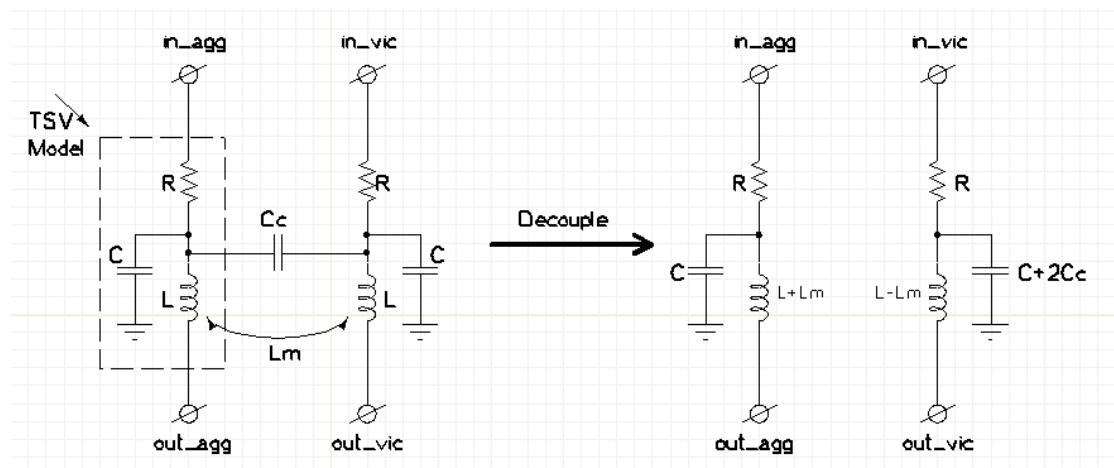 in_agg
in_vic
in_agg
in_vic
TSV
Model
R
R
R
R
Cc
Decouple
C
C
C
C+2Cc
L
L
L+Lm
L-Lm
Lm
out_agg
out_vic
out_agg
out_vic